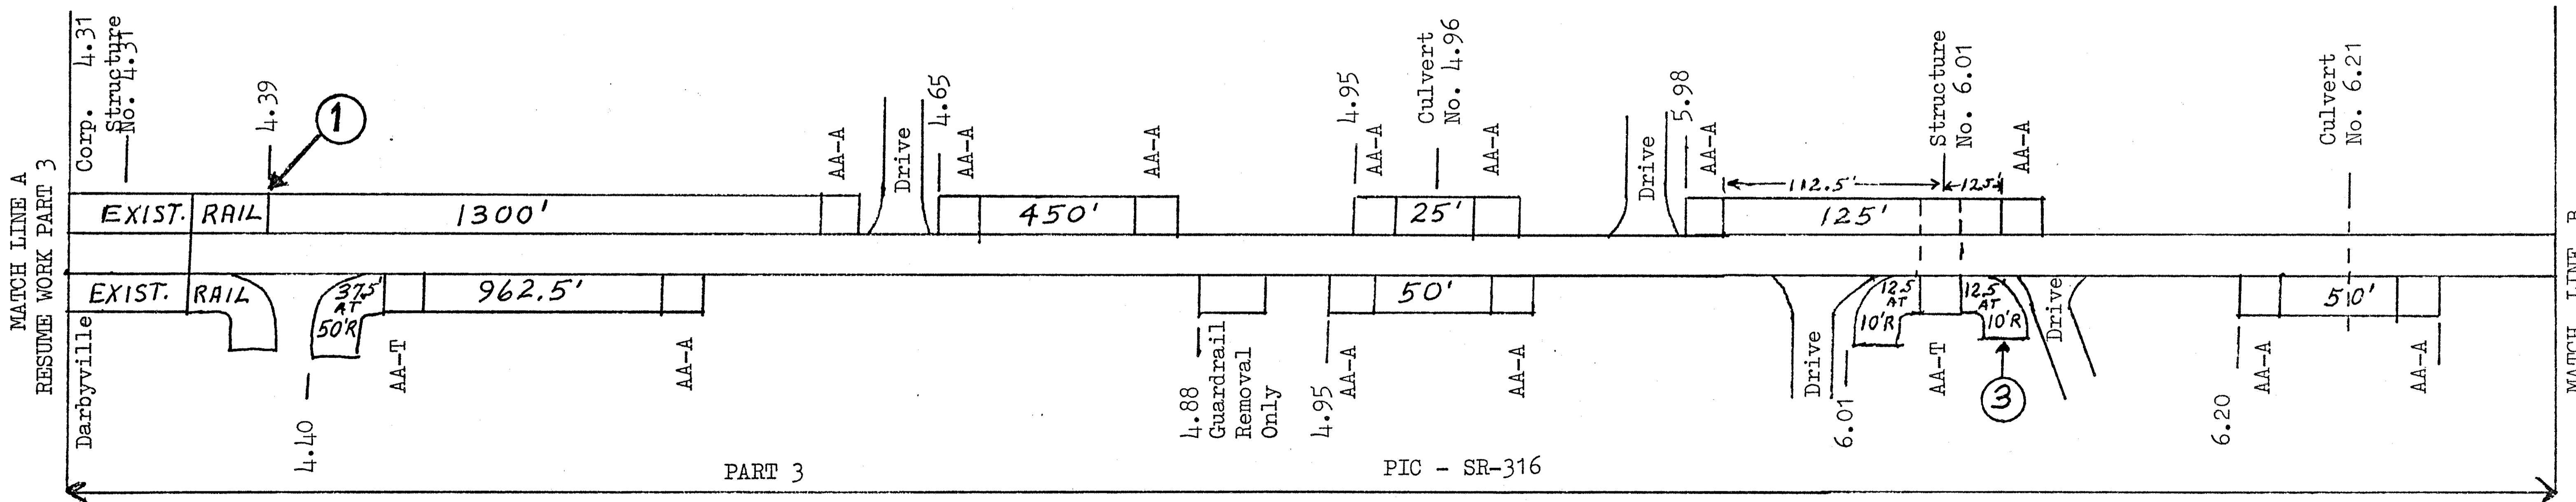 MATCH LINE A
RESUME WORK PART 3
Corp. 4.31
Structure
No. 4.31
4.39
1
AA-A
Drive
4.65
AA-A
AA-A
4.95
AA-A
Culvert
No. 4.96
AA-A
Drive
5.98
AA-A
Structure
No. 6.01
AA-A
Culvert
No. 6.21
112.5'
12.5'
EXIST. RAIL
1300'
450'
25'
125'
EXIST. RAIL
37.5'
AT
50'R
962.5'
50'
12.5
AT
10'R
12.5'
AT
10'R
50'
Darbyville
4.40
AA-T
AA-A
4.88
Guardrail
Removal
Only
4.95
AA-A
AA-A
Drive
6.01
AA-T
3
Drive
6.20
AA-A
AA-A
MATCH LINE B
PART 3
PIC - SR-316